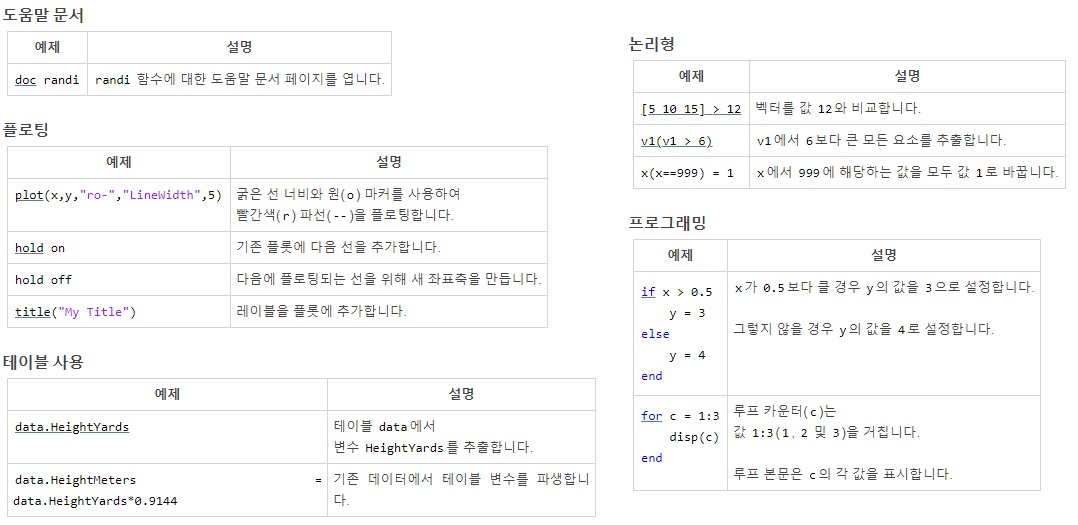 도움말 문서
예제 설명
doc randi randi 함수에 대한 도움말 문서 페이지를 엽니다.
플로팅
예제 설명
plot(x,y,"ro-","LineWidth",5) 굵은 선 너비와 원(o) 마커를 사용하여
빨간색(r) 파선(--)을 플로팅합니다.
hold on 기존 플롯에 다음 선을 추가합니다.
hold off 다음에 플로팅되는 선을 위해 새 좌표축을 만듭니다.
title("My Title") 레이블을 플롯에 추가합니다.
테이블 사용
예제 설명
data.HeightYards 테이블 data에서
변수 HeightYards를 추출합니다.
data.HeightMeters = 기존 데이터에서 테이블 변수를 파생합니
data.HeightYards*0.9144 다.
논리형
예제 설명
[5 10 15] > 12 벡터를 값 12와 비교합니다.
v1(v1 > 6) v1에서 6보다 큰 모든 요소를 추출합니다.
x(x==999) = 1 x에서 999에 해당하는 값을 모두 값 1로 바꿉니다.
프로그래밍
예제 설명
if x > 0.5 x가 0.5보다 클 경우 y의 값을 3으로 설정합니다.
y = 3
else 그렇지 않을 경우 y의 값을 4로 설정합니다.
y = 4
end
for c = 1:3 루프 카운터(c)는
disp(c) 값 1:3(1, 2 및 3)을 거칩니다.
end
루프 본문은 c의 각 값을 표시합니다.